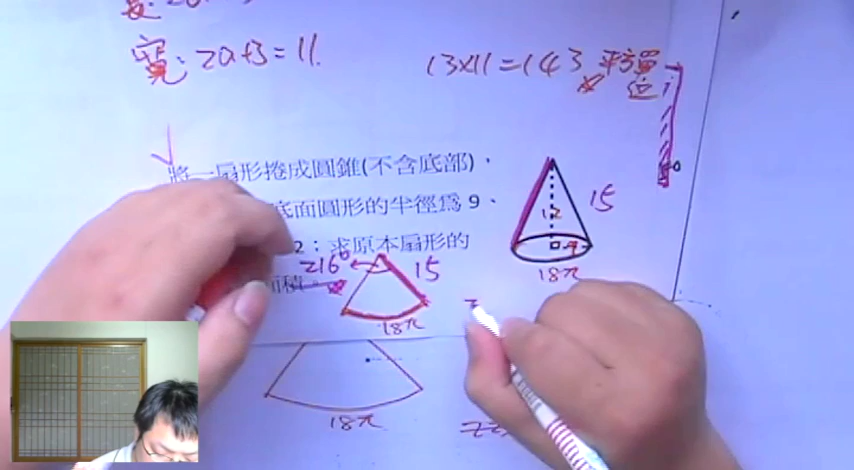 寬: 2a+3=11.
13×11=143 平方單
位
將一扇形捲成圓錐(不含底部)，
底面圓形的半徑為9、
2；求原本扇形的
面積。
12
15
9
18π
216°
15
18π
18π